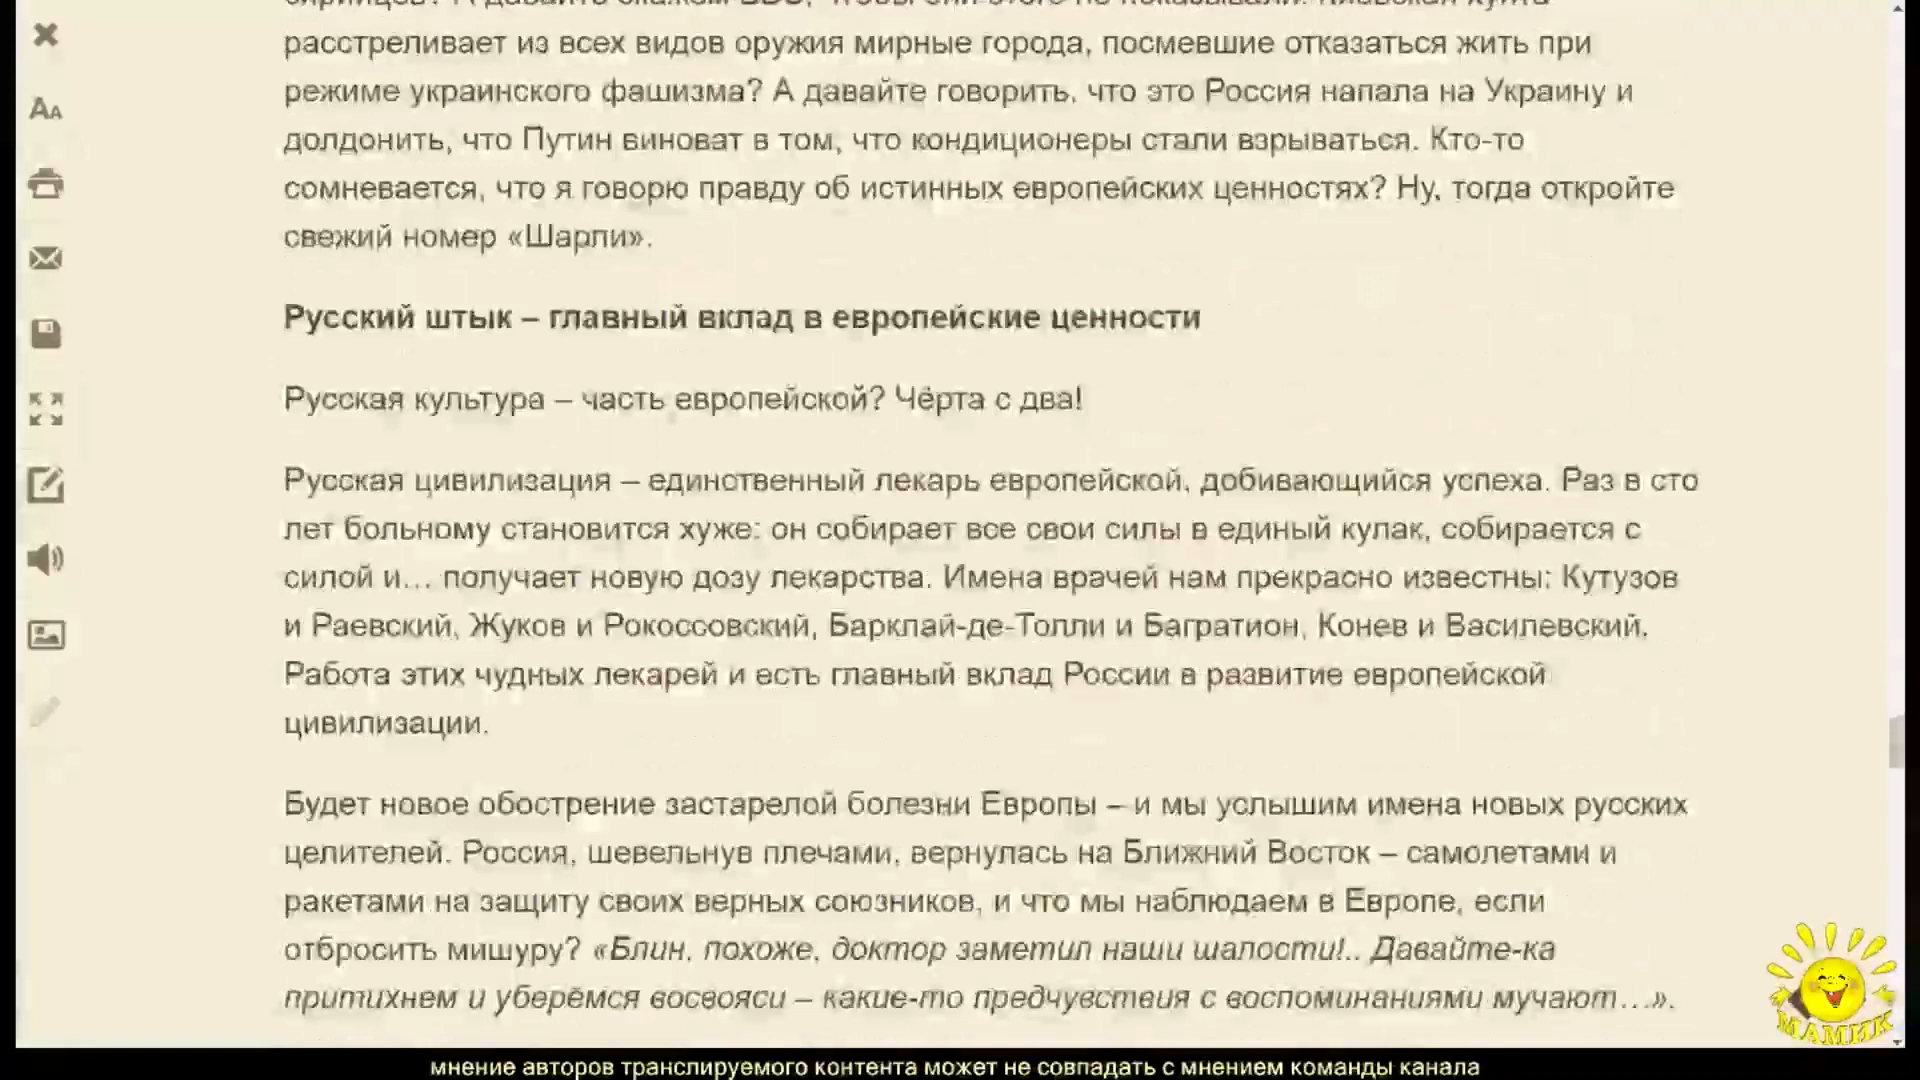 расстреливает из всех видов оружия мирные города, посмевшие отказаться жить при
режиме украинского фашизма? А давайте говорить, что это Россия напала на Украину и
долдонить, что Путин виноват в том, что кондиционеры стали взрываться. Кто-то
сомневается, что я говорю правду об истинных европейских ценностях? Ну, тогда откройте
свежий номер «Шарли».
Русский штык – главный вклад в европейские ценности
Русская культура – часть европейской? Чёрта с два!
Русская цивилизация – единственный лекарь европейской, добивающийся успеха. Раз в сто
лет больному становится хуже: он собирает все свои силы в единый кулак, собирается с
силой и... получает новую дозу лекарства. Имена врачей нам прекрасно известны: Кутузов
и Раевский, Жуков и Рокоссовский, Барклай-де-Толли и Багратион, Конев и Василевский.
Работа этих чудных лекарей и есть главный вклад России в развитие европейской
цивилизации.
Будет новое обострение застарелой болезни Европы – и мы услышим имена новых русских
целителей. Россия, шевельнув плечами, вернулась на Ближний Восток – самолетами и
ракетами на защиту своих верных союзников, и что мы наблюдаем в Европе, если
отбросить мишуру? «Блин, похоже, доктор заметил наши шалости!.. Давайте-ка
притихнем и уберёмся восвояси – какие-то предчувствия с воспоминаниями мучают...».
МАМИК
мнение авторов транслируемого контента может не совпадать с мнением команды канала